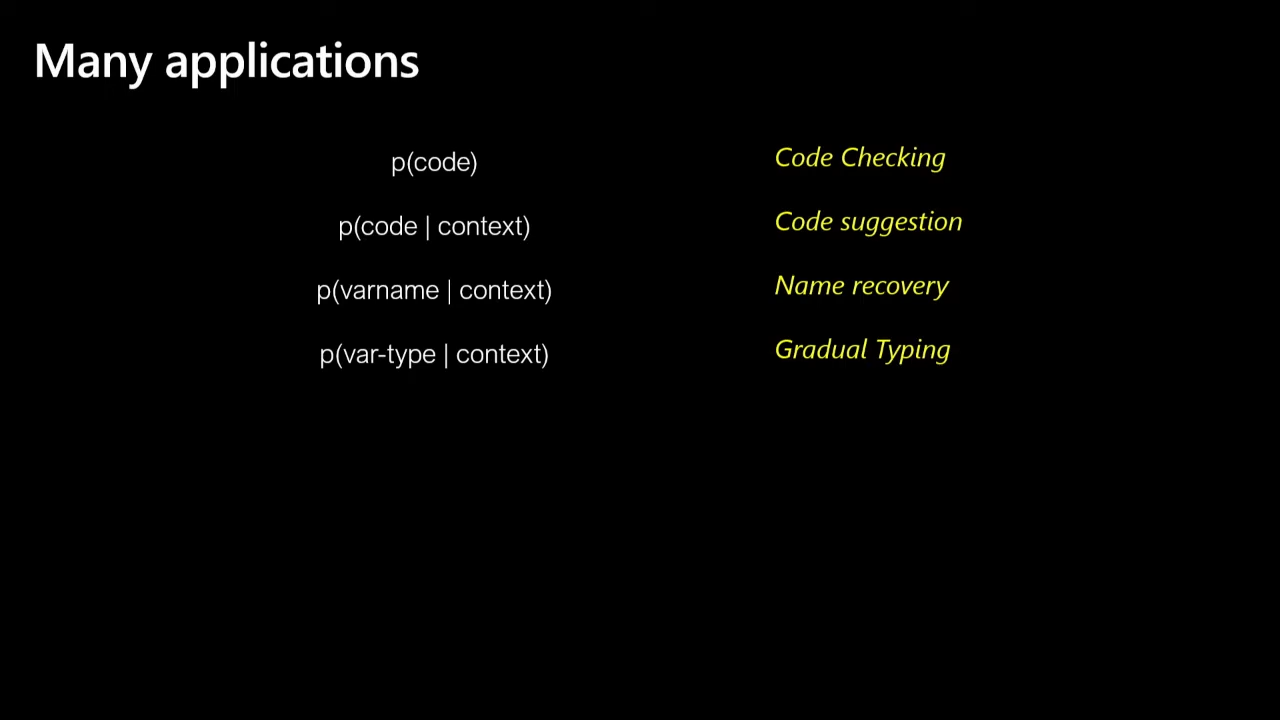 Many applications
p(code) Code Checking
p(code | context) Code suggestion
p(varname | context) Name recovery
p(var-type | context) Gradual Typing